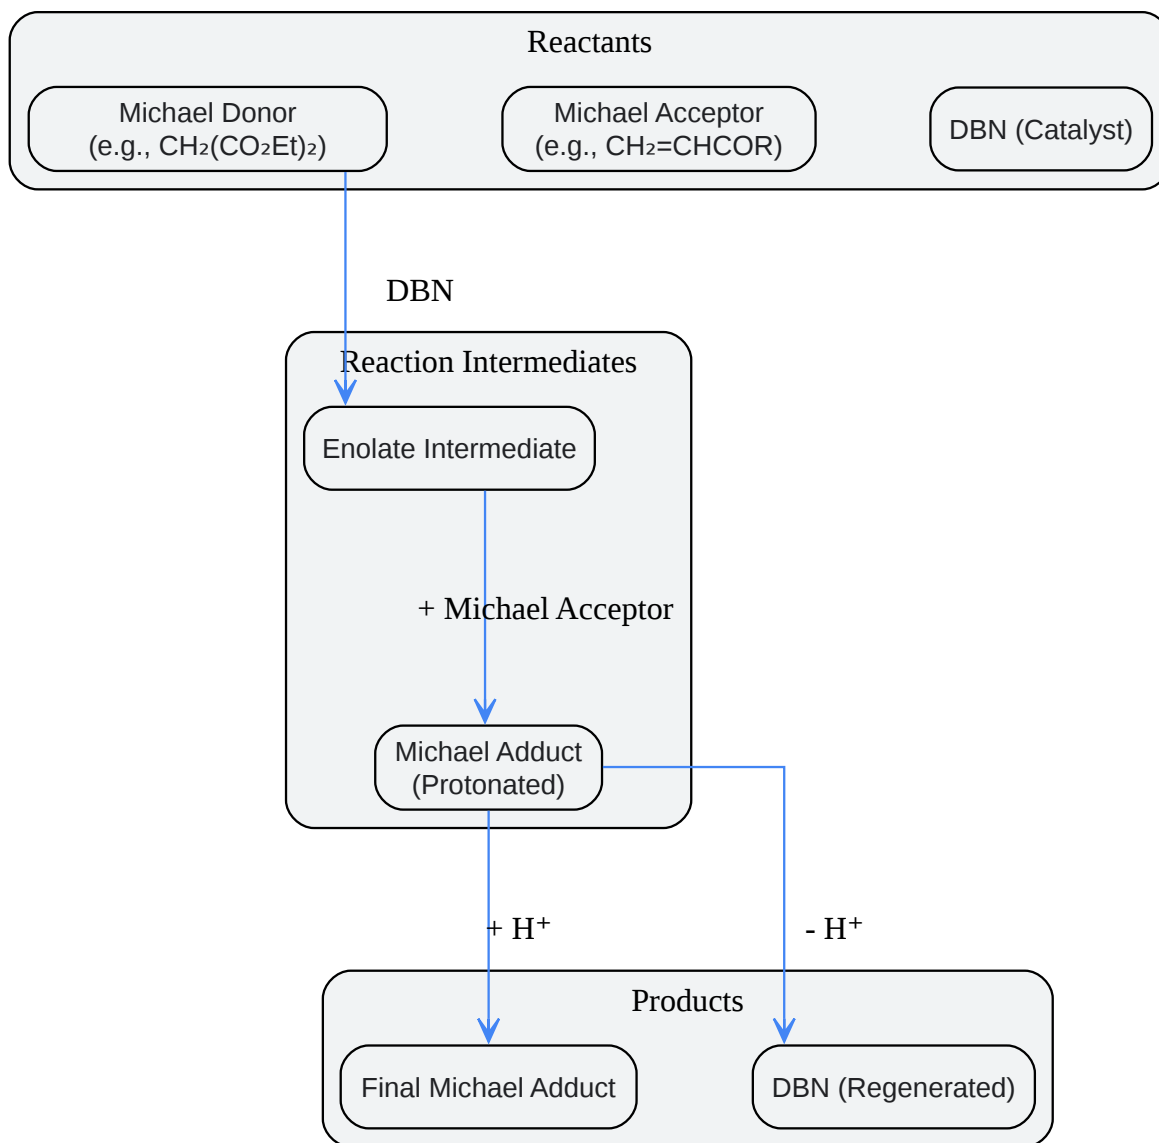 Reactants
Michael Donor
(e.g., CH₂(CO₂Et)₂)
Michael Acceptor
(e.g., CH₂=CHCOR)
DBN (Catalyst)
DBN
Reaction Intermediates
Enolate Intermediate
+ Michael Acceptor
Michael Adduct
(Protonated)
+ H⁺
- H⁺
Products
Final Michael Adduct
DBN (Regenerated)